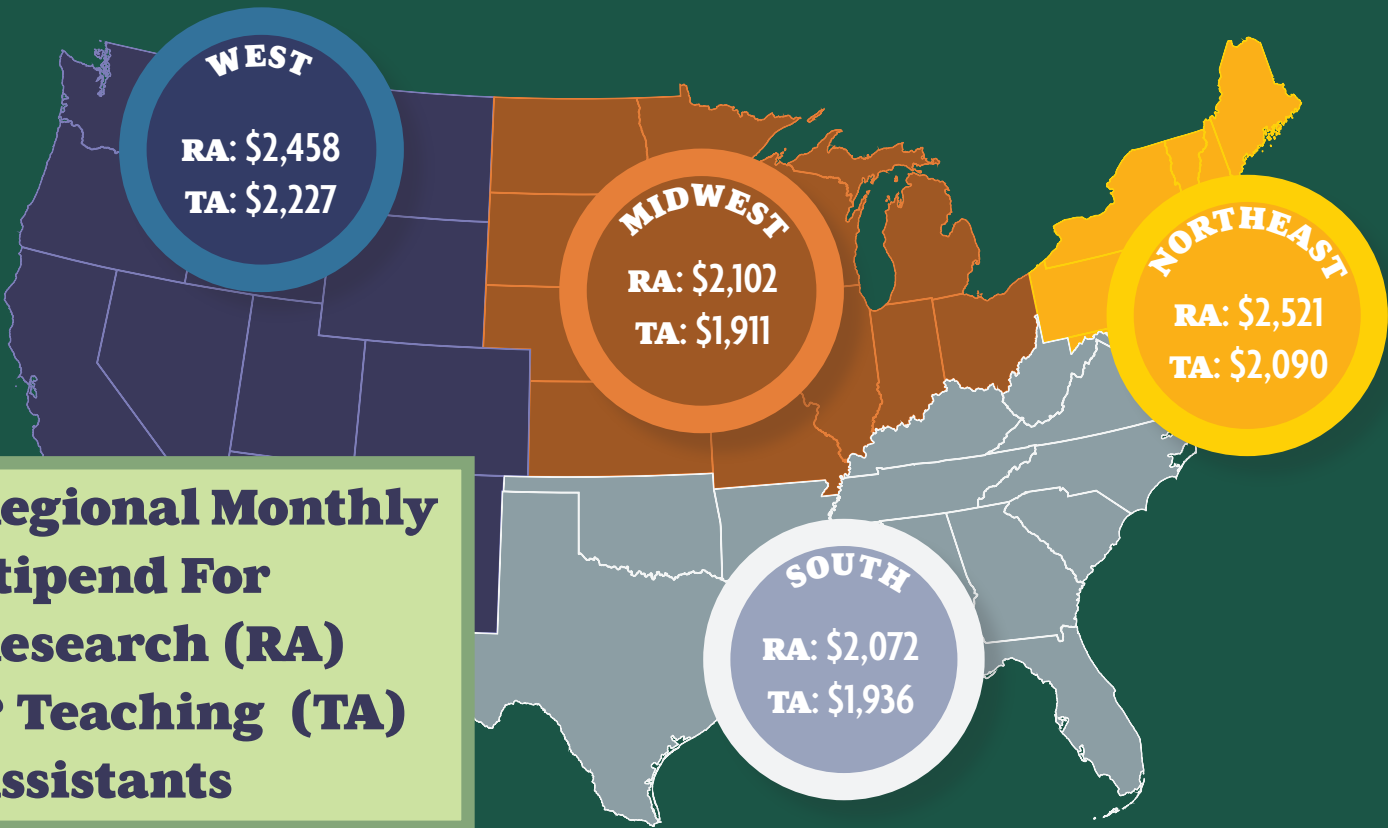 WEST
RA: $2,458
TA: $2,227
MIDWEST
RA: $2,102
TA: $1,911
NORTHEAST
RA: $2,521
TA: $2,090
SOUTH
RA: $2,072
TA: $1,936
egional Monthly
tipend For
esearch (RA)
Teaching (TA)
ssistants